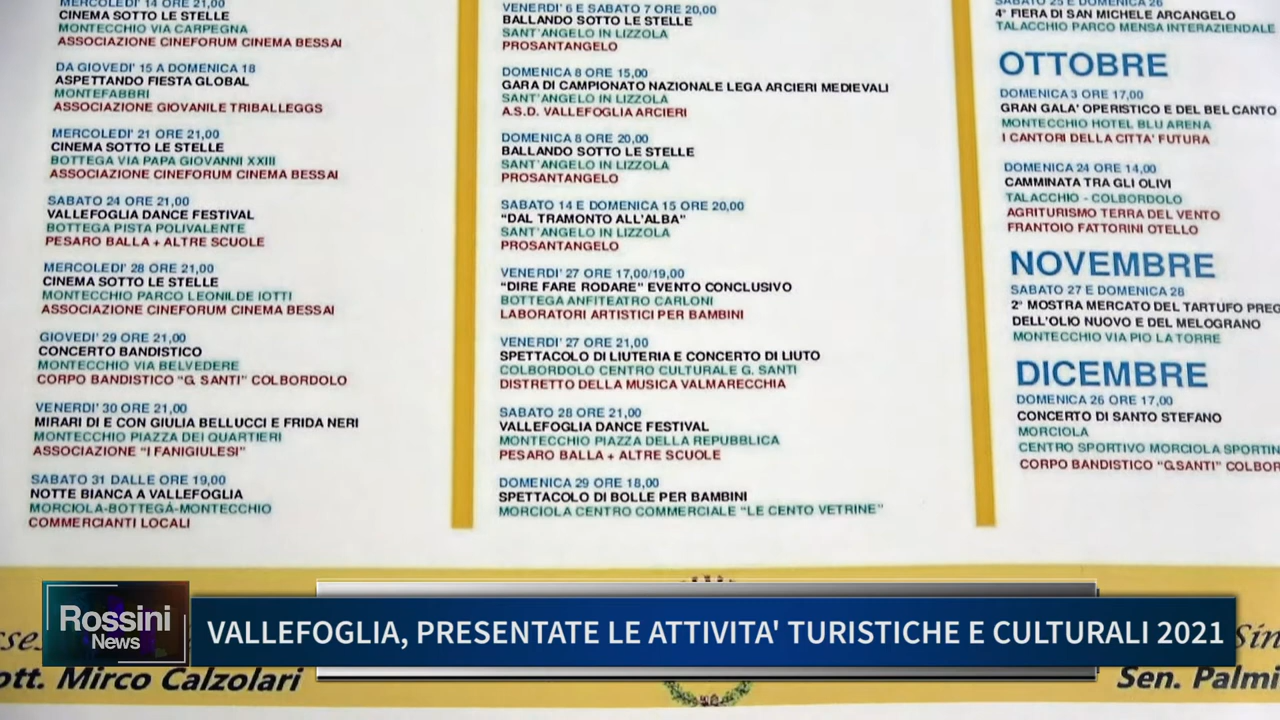 MERCOLEDI' 14 ORE 21,00
CINEMA SOTTO LE STELLE
MONTECCHIO VIA CARPEGNA
ASSOCIAZIONE CINEFORUM CINEMA BESSAI
DA GIOVEDI' 15 A DOMENICA 18
ASPETTANDO FIESTA GLOBAL
MONTEFABBRI
ASSOCIAZIONE GIOVANILE TRIBALLEGGS
MERCOLEDI' 21 ORE 21,00
CINEMA SOTTO LE STELLE
BOTTEGA VIA PAPA GIOVANNI XXIII
ASSOCIAZIONE CINEFORUM CINEMA BESSAI
SABATO 24 ORE 21,00
VALLEFOGLIA DANCE FESTIVAL
BOTTEGA PISTA POLIVALENTE
PESARO BALLA + ALTRE SCUOLE
MERCOLEDI' 28 ORE 21,00
CINEMA SOTTO LE STELLE
MONTECCHIO PARCO LEONILDE IOTTI
ASSOCIAZIONE CINEFORUM CINEMA BESSAI
GIOVEDI' 29 ORE 21,00
CONCERTO BANDISTICO
MONTECCHIO VIA BELVEDERE
CORPO BANDISTICO "G. SANTI" COLBORDOLO
VENERDI' 30 ORE 21,00
MIRARI DI E CON GIULIA BELLUCCI E FRIDA NERI
MONTECCHIO PIAZZA DEI QUARTIERI
ASSOCIAZIONE "I FANIGIULESI"
SABATO 31 DALLE ORE 19,00
NOTTE BIANCA A VALLEFOGLIA
MORCIOLA-BOTTEGA-MONTECCHIO
COMMERCIANTI LOCALI
VENERDI' 6 E SABATO 7 ORE 20,00
BALLANDO SOTTO LE STELLE
SANT'ANGELO IN LIZZOLA
PROSANTANGELO
DOMENICA 8 ORE 15,00
GARA DI CAMPIONATO NAZIONALE LEGA ARCIERI MEDIEVALI
SANT'ANGELO IN LIZZOLA
A.S.D. VALLEFOGLIA ARCIERI
DOMENICA 8 ORE 20,00
BALLANDO SOTTO LE STELLE
SANT'ANGELO IN LIZZOLA
PROSANTANGELO
SABATO 14 E DOMENICA 15 ORE 20,00
"DAL TRAMONTO ALL'ALBA"
SANT'ANGELO IN LIZZOLA
PROSANTANGELO
VENERDI' 27 ORE 17,00/19,00
"DIRE FARE RODARE" EVENTO CONCLUSIVO
BOTTEGA ANFITEATRO CARLONI
LABORATORI ARTISTICI PER BAMBINI
VENERDI' 27 ORE 21,00
SPETTACOLO DI LIUTERIA E CONCERTO DI LIUTO
COLBORDOLO CENTRO CULTURALE G. SANTI
DISTRETTO DELLA MUSICA VALMARECCHIA
SABATO 28 ORE 21,00
VALLEFOGLIA DANCE FESTIVAL
MONTECCHIO PIAZZA DELLA REPUBBLICA
PESARO BALLA + ALTRE SCUOLE
DOMENICA 29 ORE 18,00
SPETTACOLO DI BOLLE PER BAMBINI
MORCIOLA CENTRO COMMERCIALE "LE CENTO VETRINE"
SABATO 25 E DOMENICA 26
4° FIERA DI SAN MICHELE ARCANGELO
TALACCHIO PARCO MENSA INTERAZIENDALE
OTTOBRE
DOMENICA 3 ORE 17,00
GRAN GALA' OPERISTICO E DEL BEL CANTO
MONTECCHIO HOTEL BLU ARENA
I CANTORI DELLA CITTA' FUTURA
DOMENICA 24 ORE 14,00
CAMMINATA TRA GLI OLIVI
TALACCHIO - COLBORDOLO
AGRITURISMO TERRA DEL VENTO
FRANTOIO FATTORINI OTELLO
NOVEMBRE
SABATO 27 E DOMENICA 28
2° MOSTRA MERCATO DEL TARTUFO PREG
DELL'OLIO NUOVO E DEL MELOGRANO
MONTECCHIO VIA PIO LA TORRE
DICEMBRE
DOMENICA 26 ORE 17,00
CONCERTO DI SANTO STEFANO
MORCIOLA
CENTRO SPORTIVO MORCIOLA SPORTIN
CORPO BANDISTICO "G.SANTI" COLBOR
Rossini
News
VALLEFOGLIA, PRESENTATE LE ATTIVITA' TURISTICHE E CULTURALI 2021
ott. Mirco Calzolari
Sin
Sen. Palmi